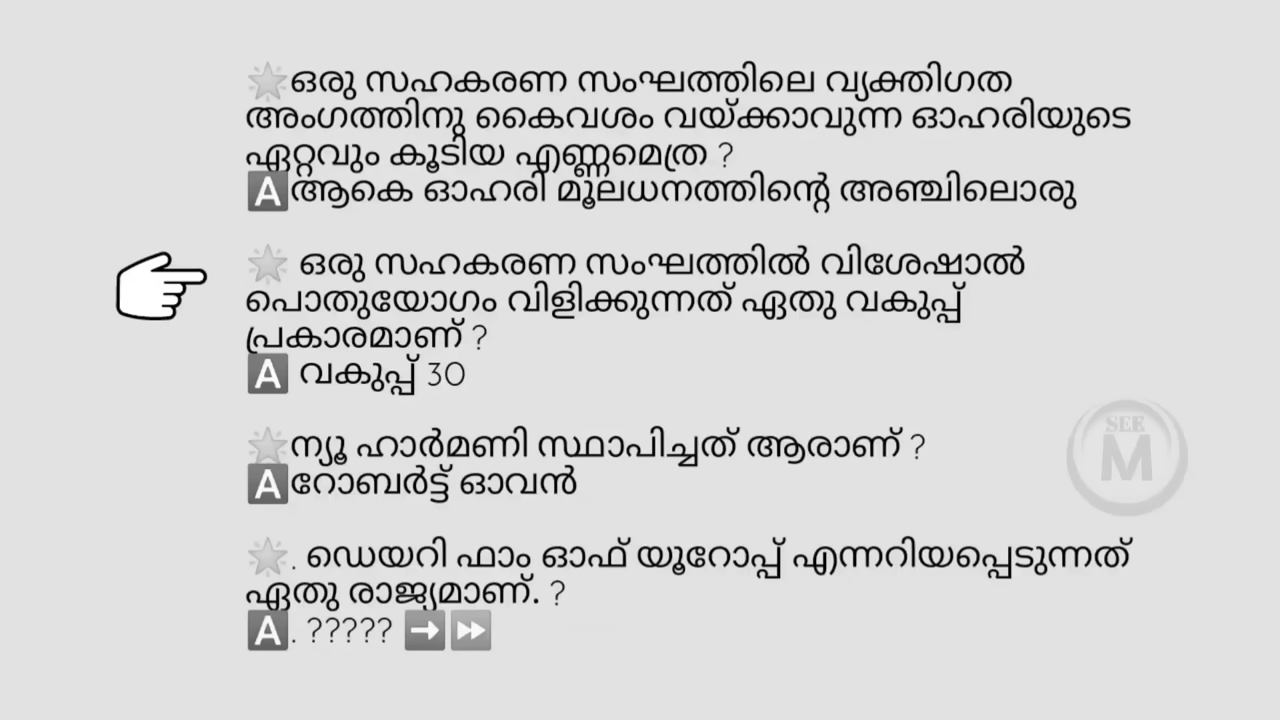 🌟ഒരു സഹകരണ സംഘത്തിലെ വ്യക്തിഗത
അംഗത്തിനു കൈവശം വയ്ക്കാവുന്ന ഓഹരിയുടെ
ഏറ്റവും കൂടിയ എണ്ണമെത്ര ?
🅰ആകെ ഓഹരി മൂലധനത്തിന്റെ അഞ്ചിലൊരു
🌟 ഒരു സഹകരണ സംഘത്തിൽ വിശേഷാൽ
പൊതുയോഗം വിളിക്കുന്നത് ഏതു വകുപ്പ്
പ്രകാരമാണ് ?
🅰 വകുപ്പ് 30
🌟ന്യൂ ഹാർമണി സ്ഥാപിച്ചത് ആരാണ് ?
🅰റോബർട്ട് ഓവൻ
🌟. ഡെയറി ഫാം ഓഫ് യൂറോപ്പ് എന്നറിയപ്പെടുന്നത്
ഏതു രാജ്യമാണ്. ?
🅰. ????? ➡⏩
SEE
M